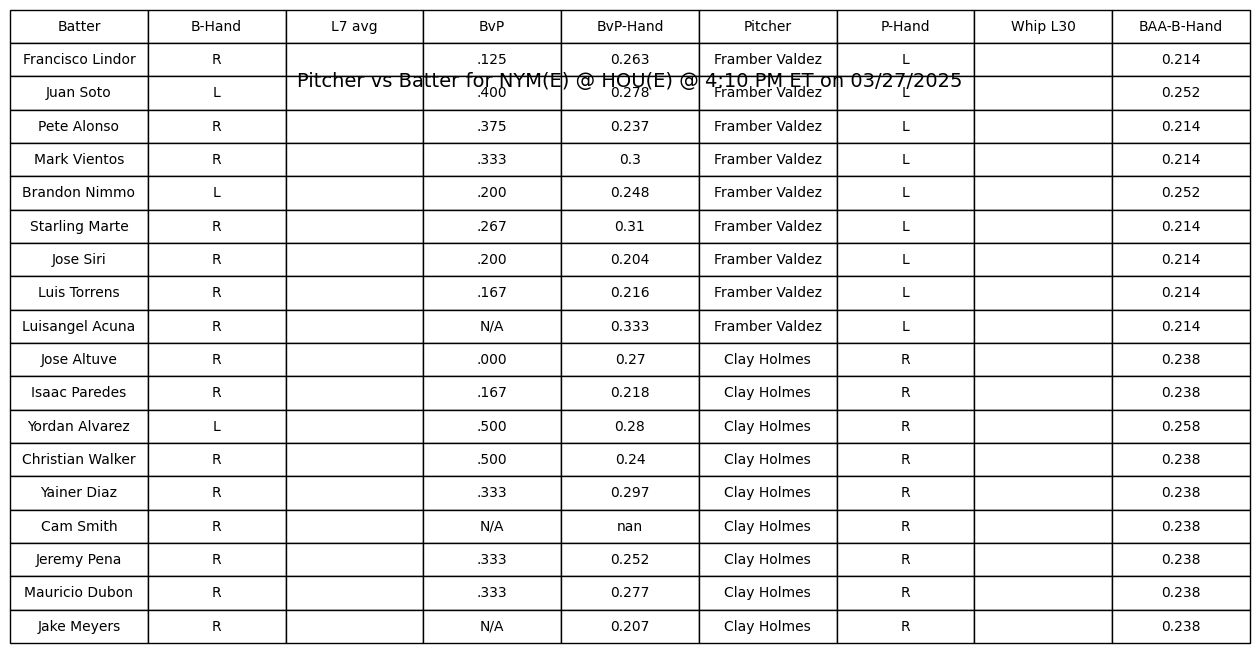 Batter B-Hand L7 avg BvP BvP-Hand Pitcher P-Hand Whip L30 BAA-B-Hand
Francisco Lindor R .125 0.263 Framber Valdez L 0.214
Pitcher vs Batter for NYM(E) @ HOU(E) @ 4:10 PM ET on 03/27/2025
Juan Soto L .400 0.278 Framber Valdez L 0.252
Pete Alonso R .375 0.237 Framber Valdez L 0.214
Mark Vientos R .333 0.3 Framber Valdez L 0.214
Brandon Nimmo L .200 0.248 Framber Valdez L 0.252
Starling Marte R .267 0.31 Framber Valdez L 0.214
Jose Siri R .200 0.204 Framber Valdez L 0.214
Luis Torrens R .167 0.216 Framber Valdez L 0.214
Luisangel Acuna R N/A 0.333 Framber Valdez L 0.214
Jose Altuve R .000 0.27 Clay Holmes R 0.238
Isaac Paredes R .167 0.218 Clay Holmes R 0.238
Yordan Alvarez L .500 0.28 Clay Holmes R 0.258
Christian Walker R .500 0.24 Clay Holmes R 0.238
Yainer Diaz R .333 0.297 Clay Holmes R 0.238
Cam Smith R N/A nan Clay Holmes R 0.238
Jeremy Pena R .333 0.252 Clay Holmes R 0.238
Mauricio Dubon R .333 0.277 Clay Holmes R 0.238
Jake Meyers R N/A 0.207 Clay Holmes R 0.238